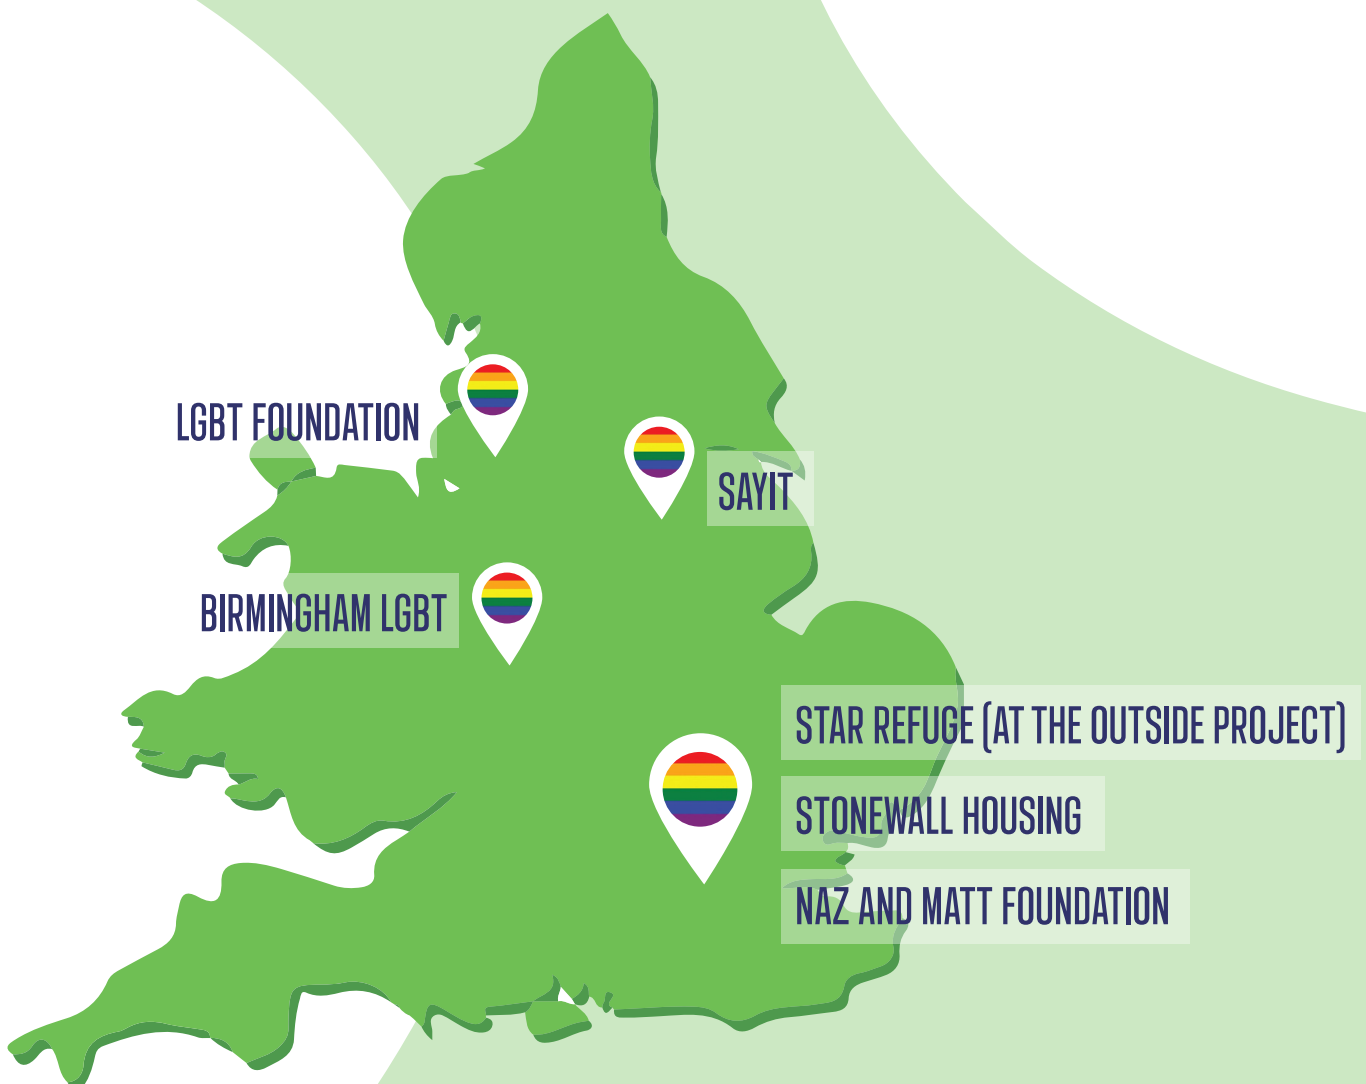 LGBT FOUNDATION
SAYIT
BIRMINGHAM LGBT
STAR REFUGE (AT THE OUTSIDE PROJECT)
STONEWALL HOUSING
NAZ AND MATT FOUNDATION